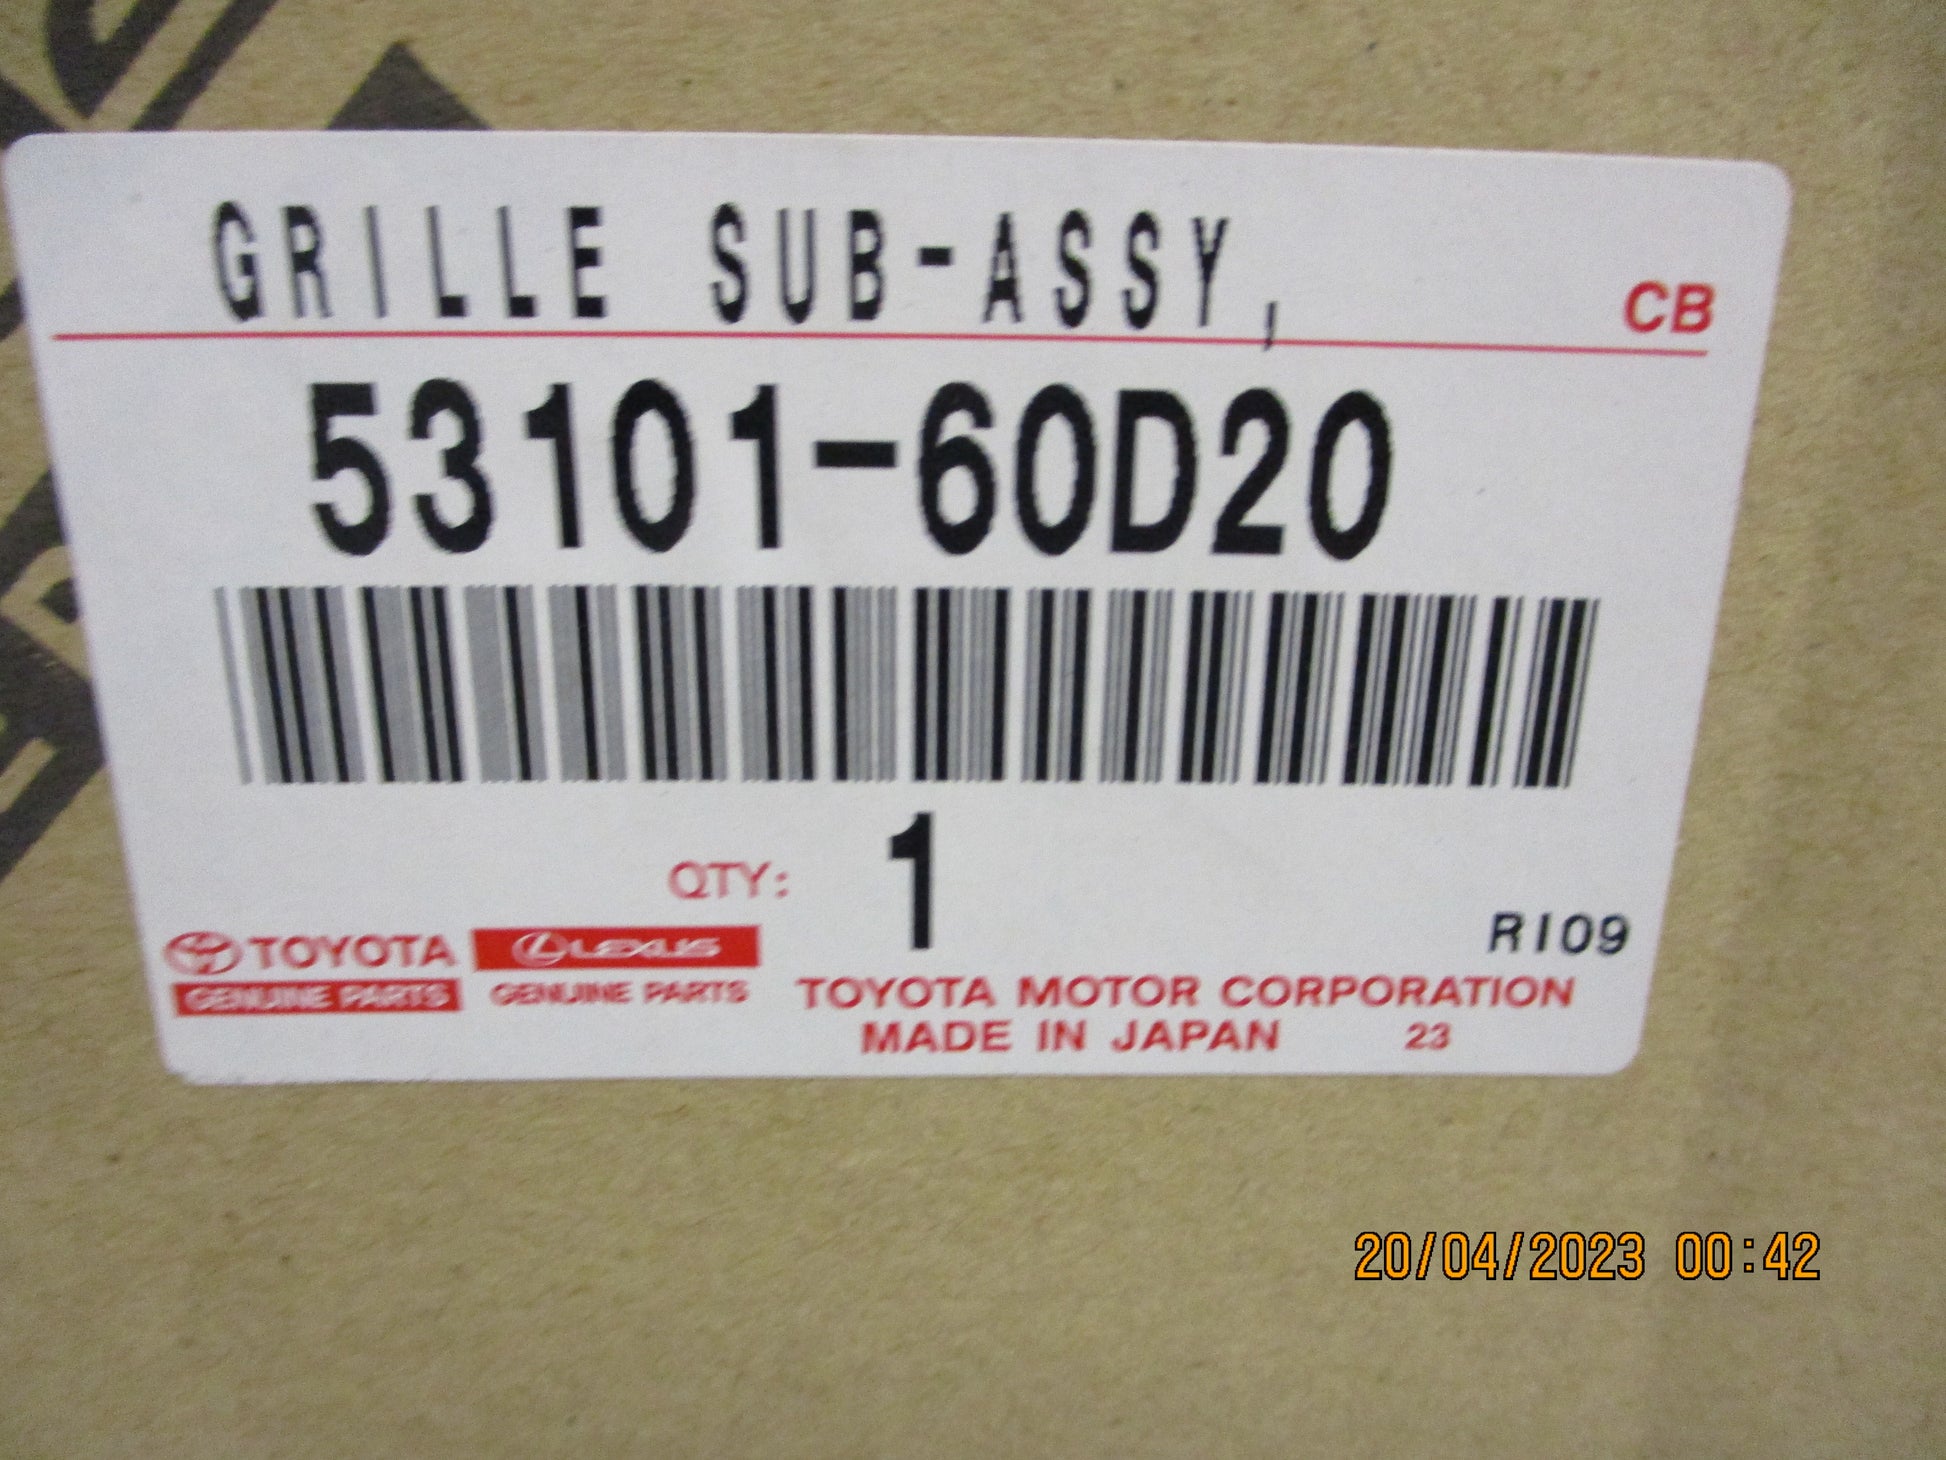 GRILLE SUB-ASSY,
CB
53101-60D20
QTY: 1
RI09
TOYOTA
GENUINE PARTS
LEXUS
GENUINE PARTS
TOYOTA MOTOR CORPORATION
MADE IN JAPAN 23
20/04/2023 00:42